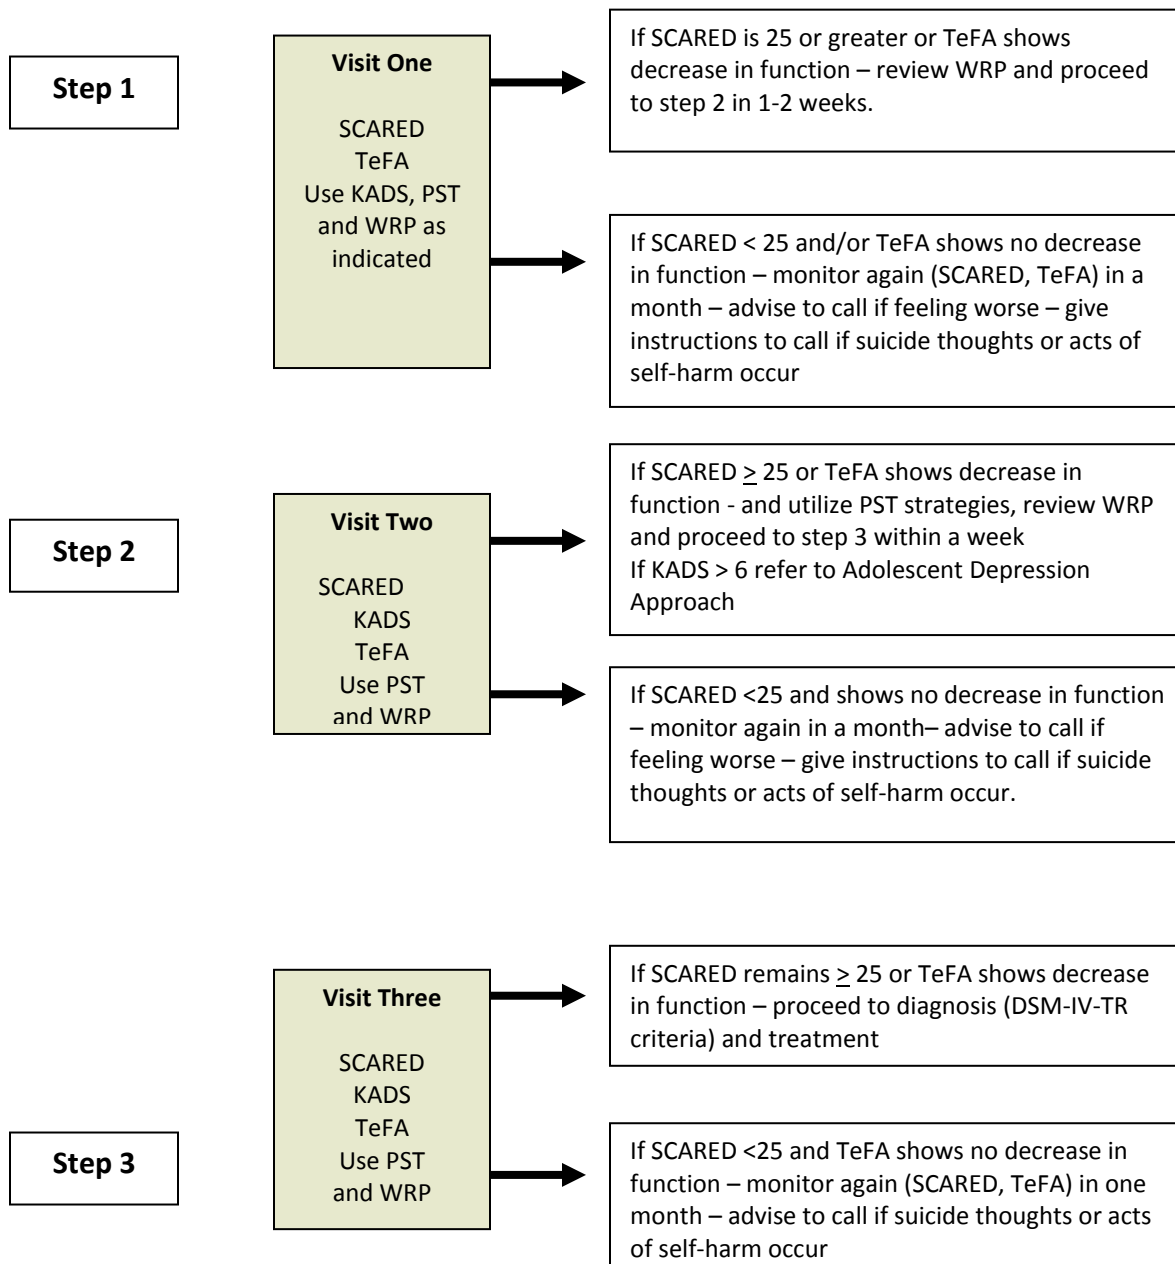 Step 1
Visit One
SCARED
TeFA
Use KADS, PST
and WRP as
indicated
If SCARED is 25 or greater or TeFA shows
decrease in function – review WRP and proceed
to step 2 in 1-2 weeks.
If SCARED < 25 and/or TeFA shows no decrease
in function – monitor again (SCARED, TeFA) in a
month – advise to call if feeling worse – give
instructions to call if suicide thoughts or acts of
self-harm occur
Step 2
Visit Two
SCARED
KADS
TeFA
Use PST
and WRP
If SCARED ≥ 25 or TeFA shows decrease in
function - and utilize PST strategies, review WRP
and proceed to step 3 within a week
If KADS > 6 refer to Adolescent Depression
Approach
If SCARED <25 and shows no decrease in function
– monitor again in a month– advise to call if
feeling worse – give instructions to call if suicide
thoughts or acts of self-harm occur.
Step 3
Visit Three
SCARED
KADS
TeFA
Use PST
and WRP
If SCARED remains ≥ 25 or TeFA shows decrease
in function – proceed to diagnosis (DSM-IV-TR
criteria) and treatment
If SCARED <25 and TeFA shows no decrease in
function – monitor again (SCARED, TeFA) in one
month – advise to call if suicide thoughts or acts
of self-harm occur